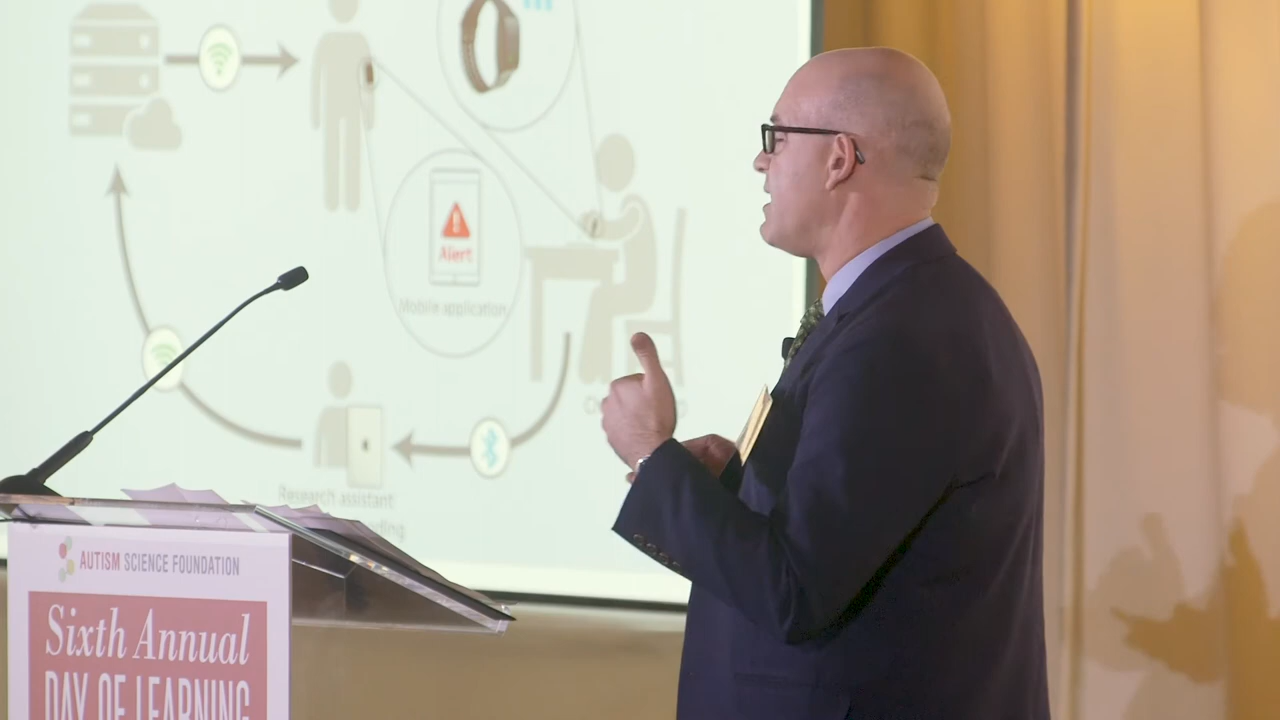 Alert
Mobile application
Research assistant
AUTISM SCIENCE FOUNDATION
Sixth Annual
DAY OF LEARNING